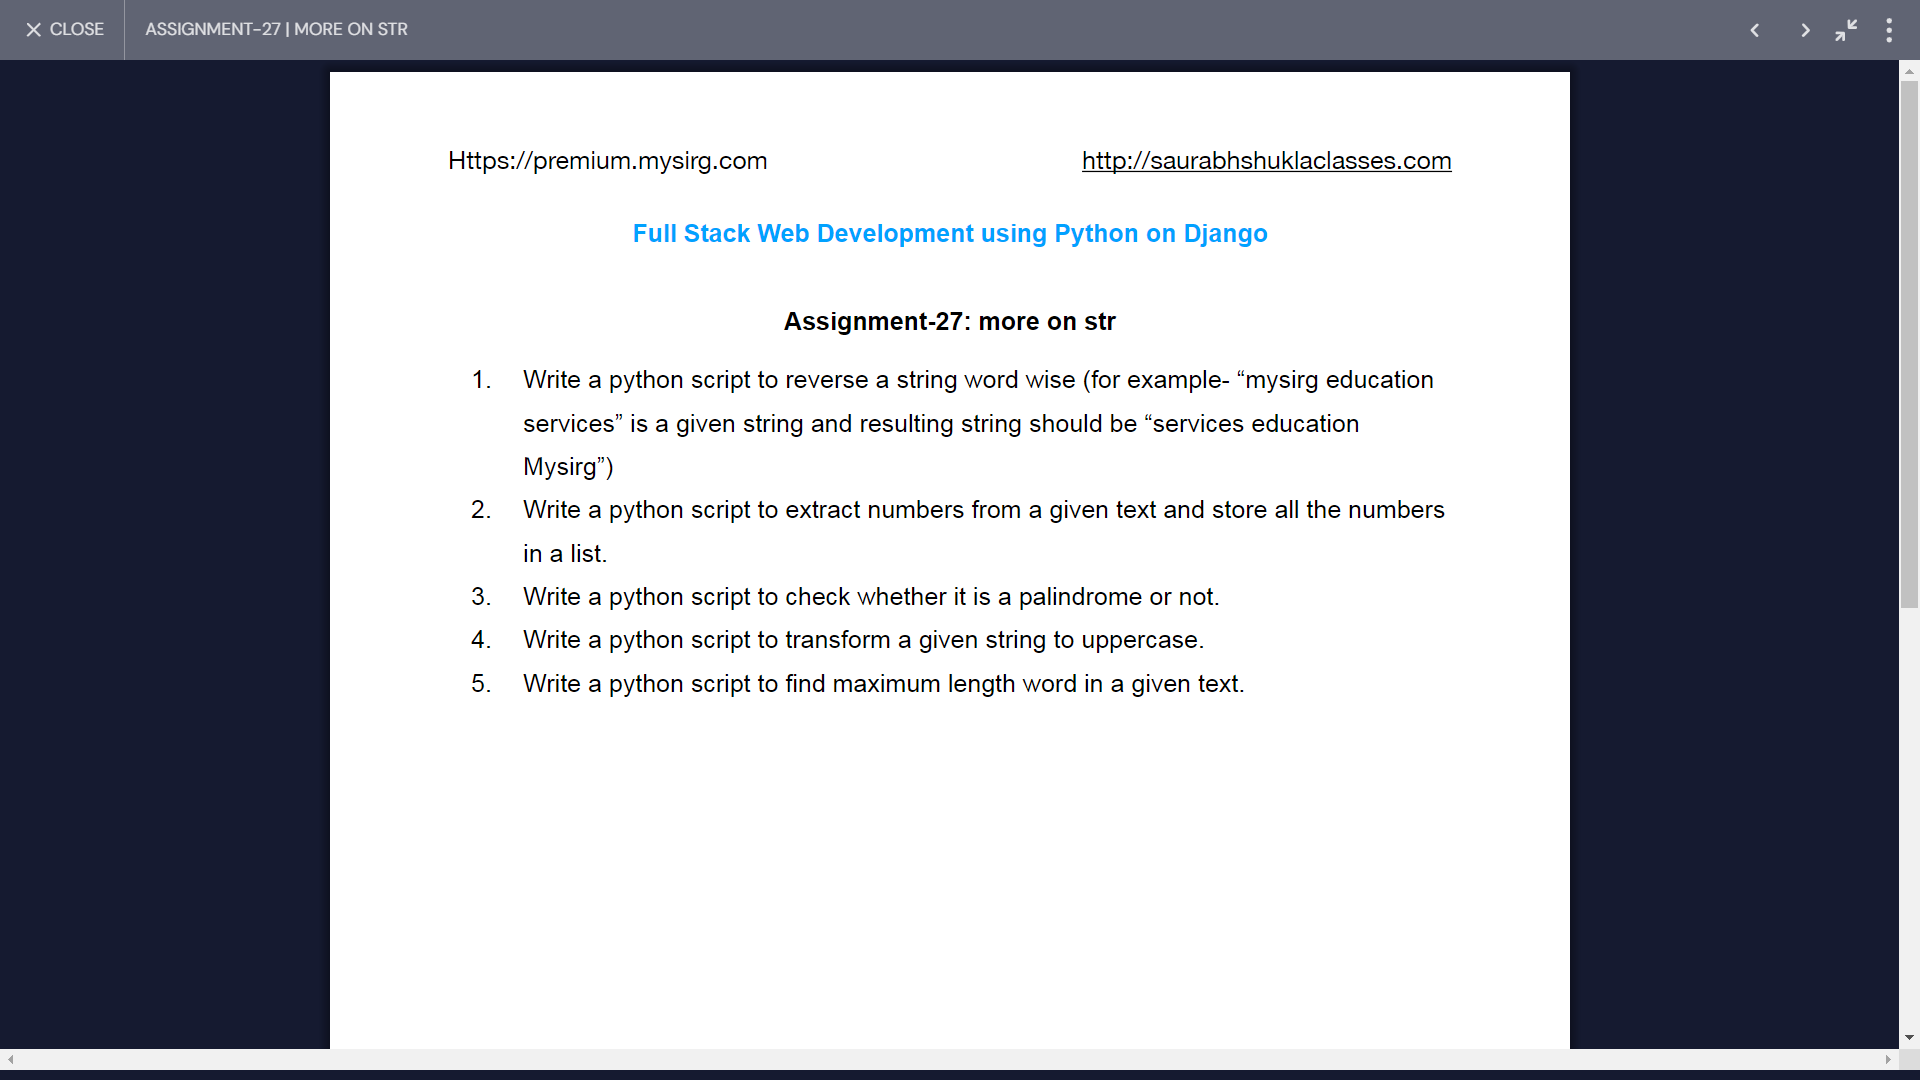 CLOSE
ASSIGNMENT-27 | MORE ON STR
Https://premium.mysirg.com
http://saurabhshuklaclasses.com
Full Stack Web Development using Python on Django
Assignment-27: more on str
1. Write a python script to reverse a string word wise (for example- “mysirg education
services” is a given string and resulting string should be “services education
Mysirg”)
2. Write a python script to extract numbers from a given text and store all the numbers
in a list.
3. Write a python script to check whether it is a palindrome or not.
4. Write a python script to transform a given string to uppercase.
5. Write a python script to find maximum length word in a given text.